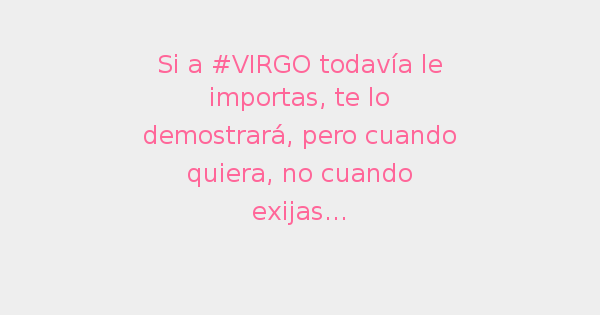 Si a #VIRGO todavía le
importas, te lo
demostrará, pero cuando
quiera, no cuando
exijas...